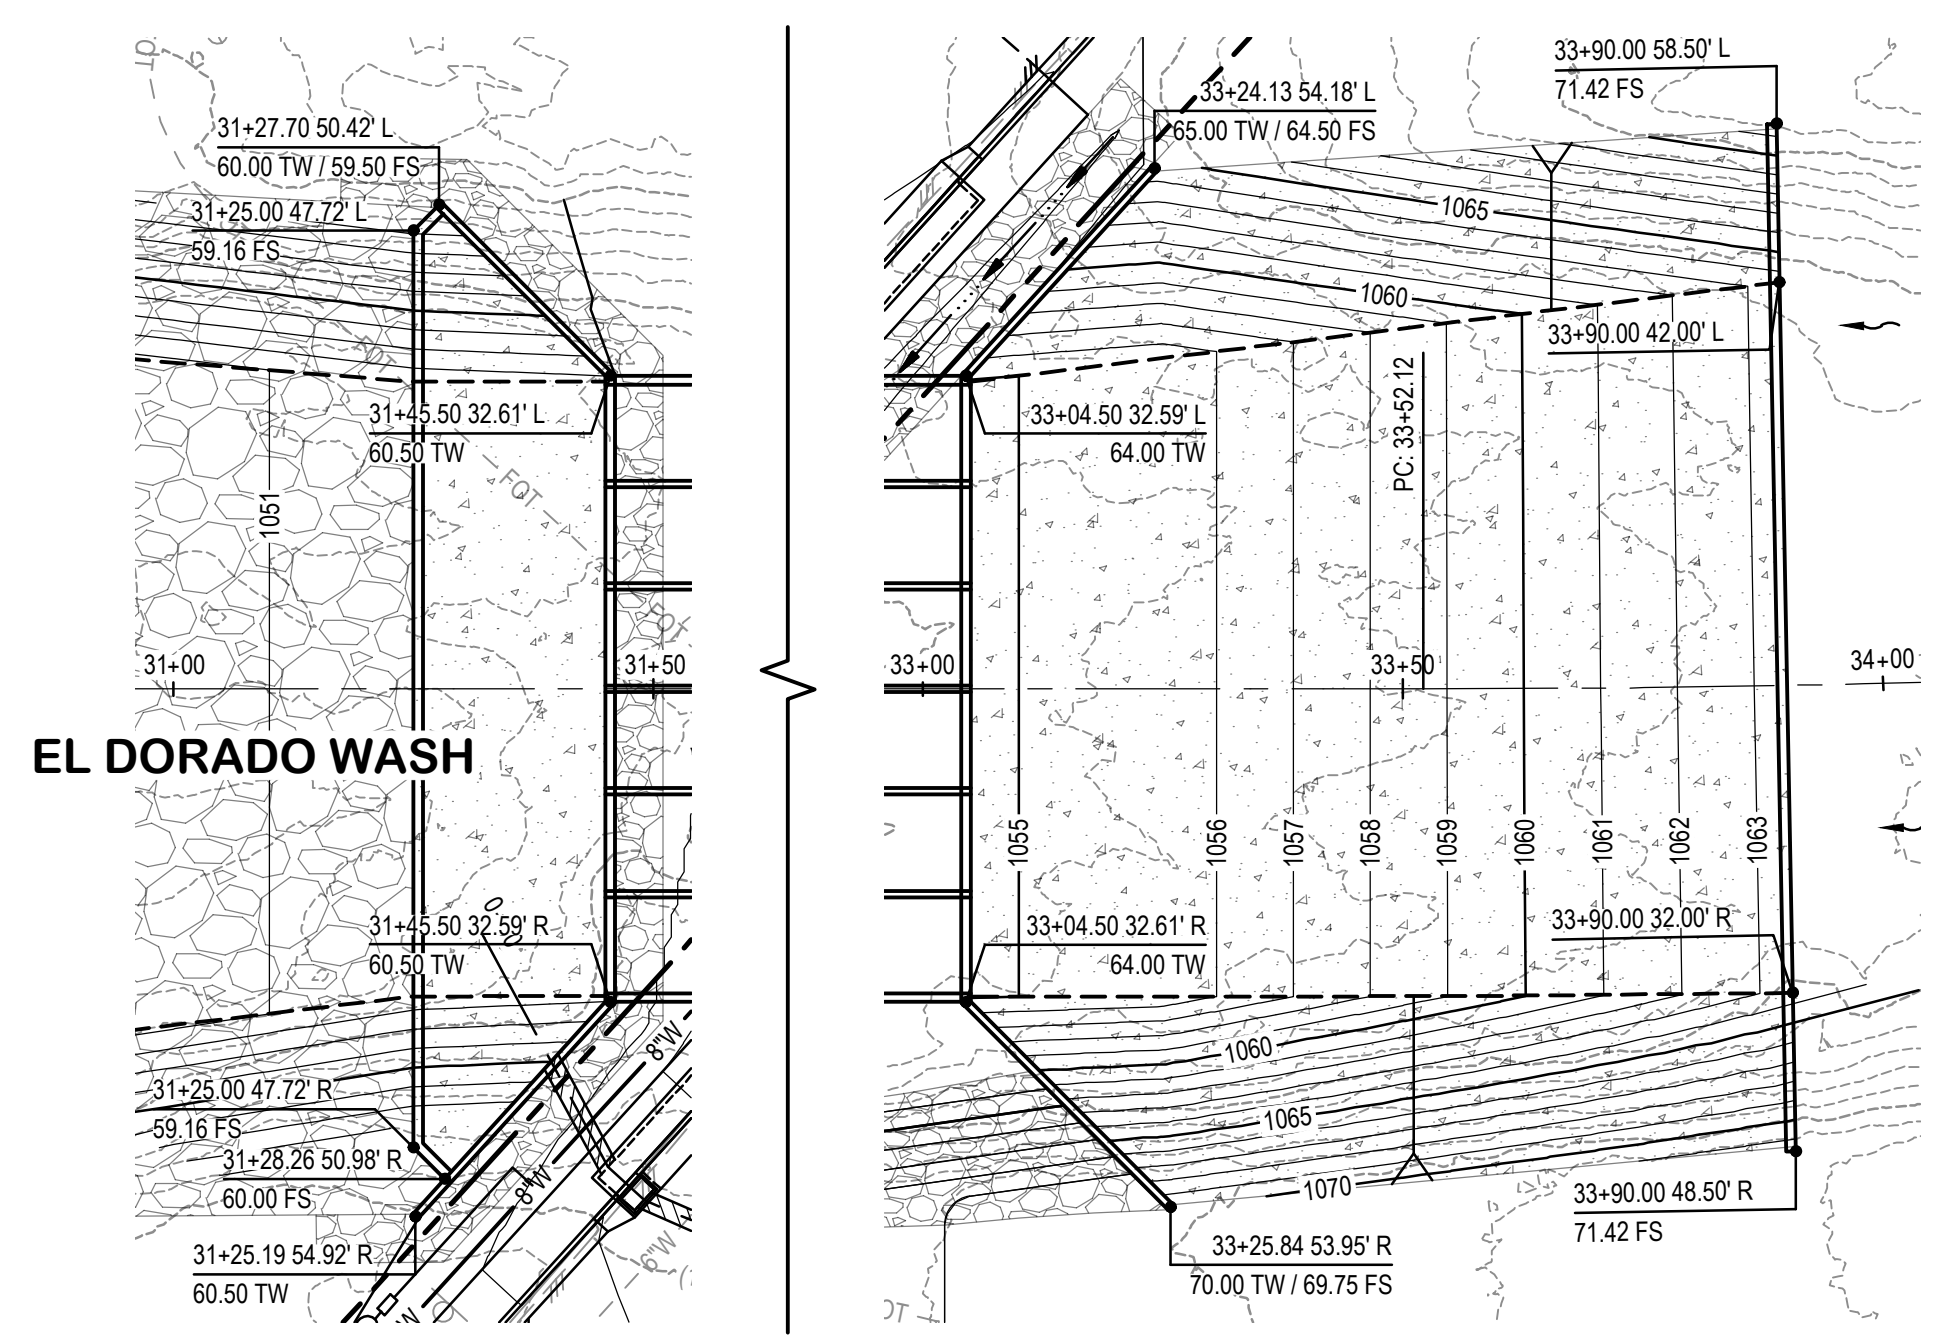 33+90.00 58.50' L
71.42 FS
33+24.13 54.18' L
65.00 TW / 64.50 FS
31+27.70 50.42' L
60.00 TW / 59.50 FS
31+25.00 47.72' L
59.16 FS
1065
1060
33+90.00 42.00' L
FOT
31+45.50 32.61' L
60.50 TW
33+04.50 32.59' L
64.00 TW
PC: 33+52.12
FOT
1051
FOT
31+00
31+50
33+00
33+50
34+00
EL DORADO WASH
1055
1056
1057
1058
1059
1060
1061
1062
1063
31+45.50 32.59' R
60.50 TW
33+04.50 32.61' R
64.00 TW
33+90.00 32.00' R
8"W
1060
31+25.00 47.72' R
59.16 FS
1065
31+28.26 50.98' R
60.00 FS
8"W
1070
33+90.00 48.50' R
71.42 FS
31+25.19 54.92' R
60.50 TW
6"W
33+25.84 53.95' R
70.00 TW / 69.75 FS